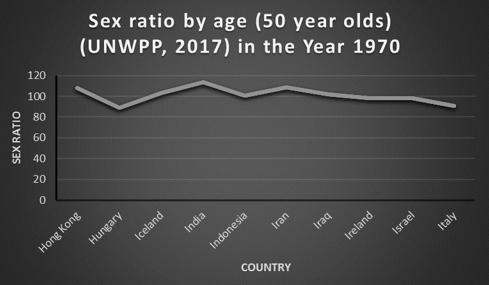 Sex ratio by age (50 year olds)
(UNWPP, 2017) in the Year 1970
120
100
80
60
40
20
0
SEX RATIO
Hong Kong
Hungary
Iceland
India
Indonesia
Iran
Iraq
Ireland
Israel
Italy
COUNTRY